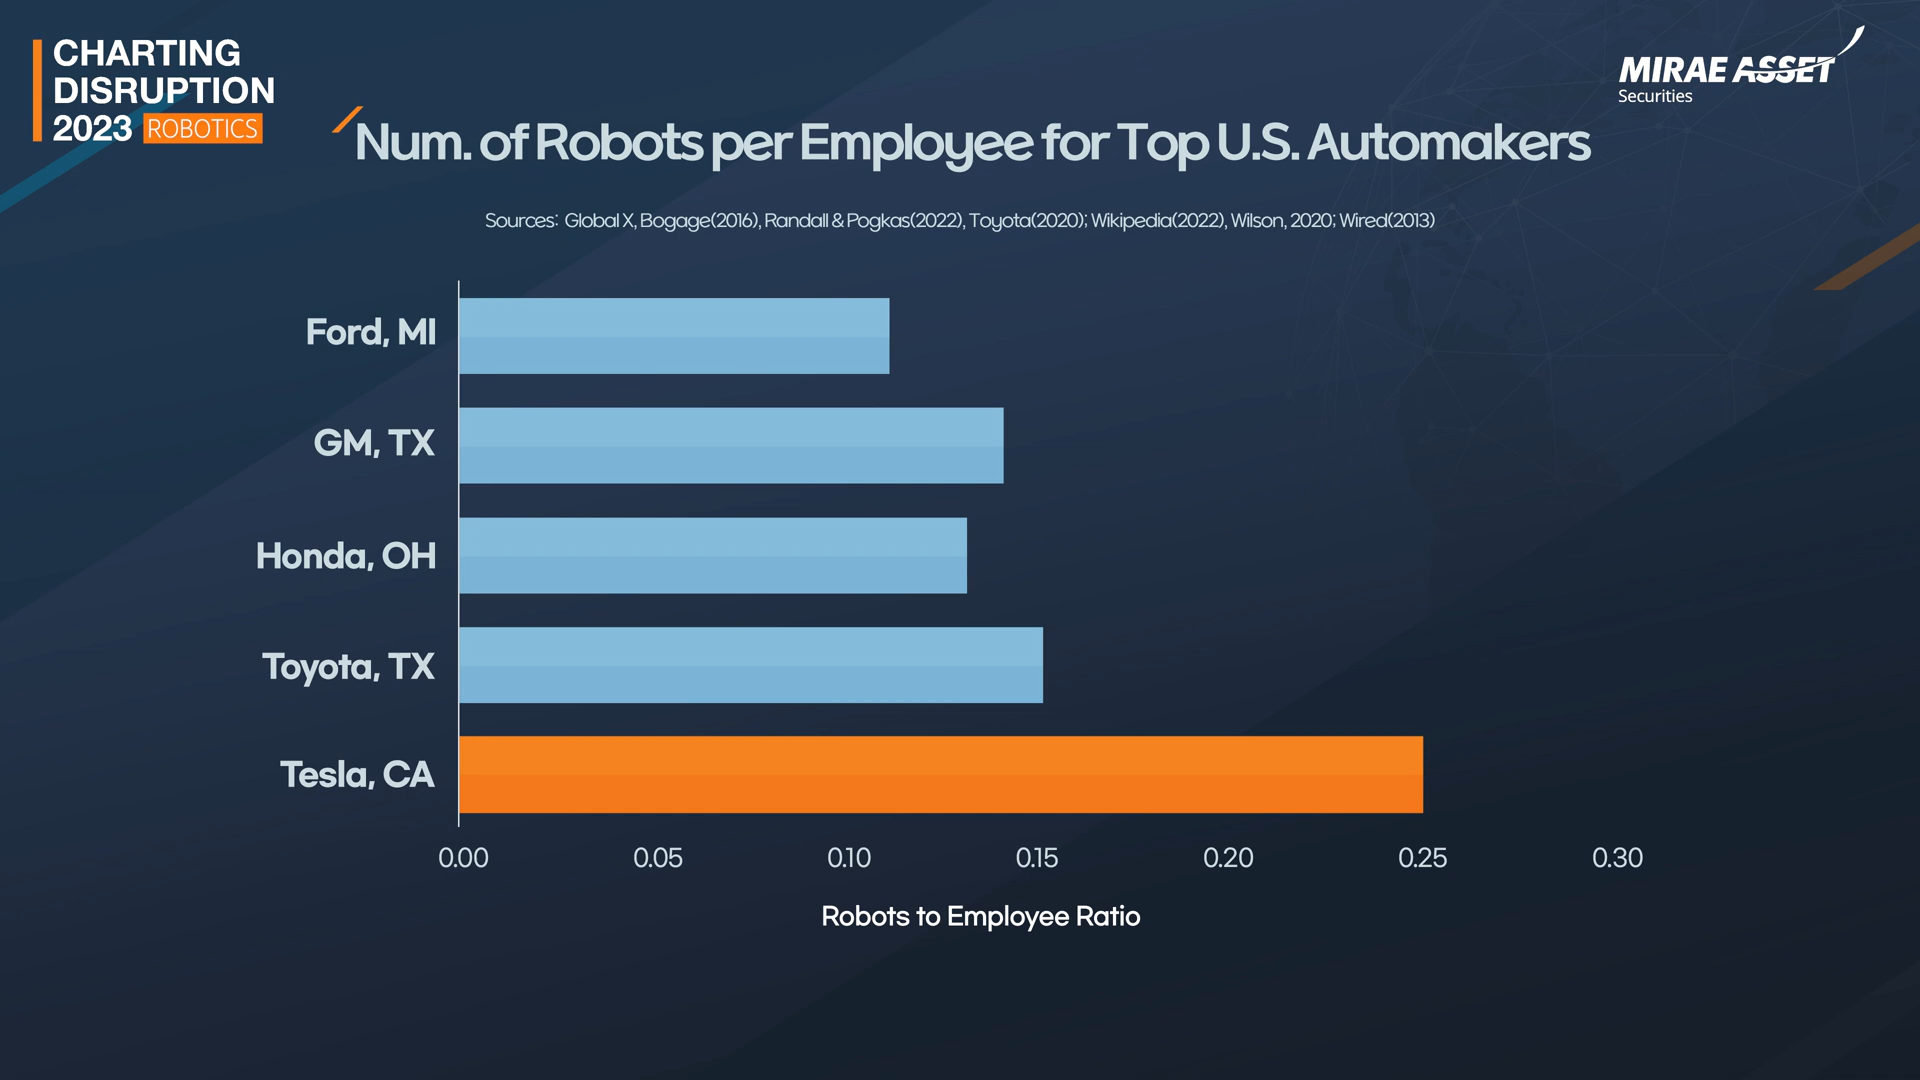 CHARTING
DISRUPTION
2023 ROBOTICS
MIRAE ASSET
Securities
Num. of Robots per Employee for Top U.S. Automakers
Sources: Global X, Bogage(2016), Randall & Pogkas(2022), Toyota(2020); Wikipedia(2022), Wilson, 2020; Wired(2013)
Ford, MI
GM, TX
Honda, OH
Toyota, TX
Tesla, CA
0.00 0.05 0.10 0.15 0.20 0.25 0.30
Robots to Employee Ratio